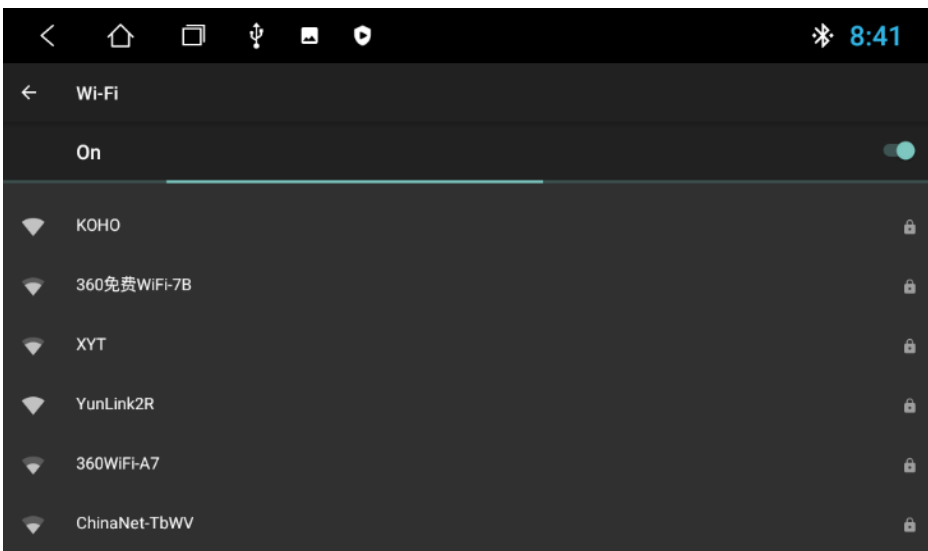 8:41
Wi-Fi
On
KOHO
360免费WiFi-7B
XYT
YunLink2R
360WiFi-A7
ChinaNet-TbWV